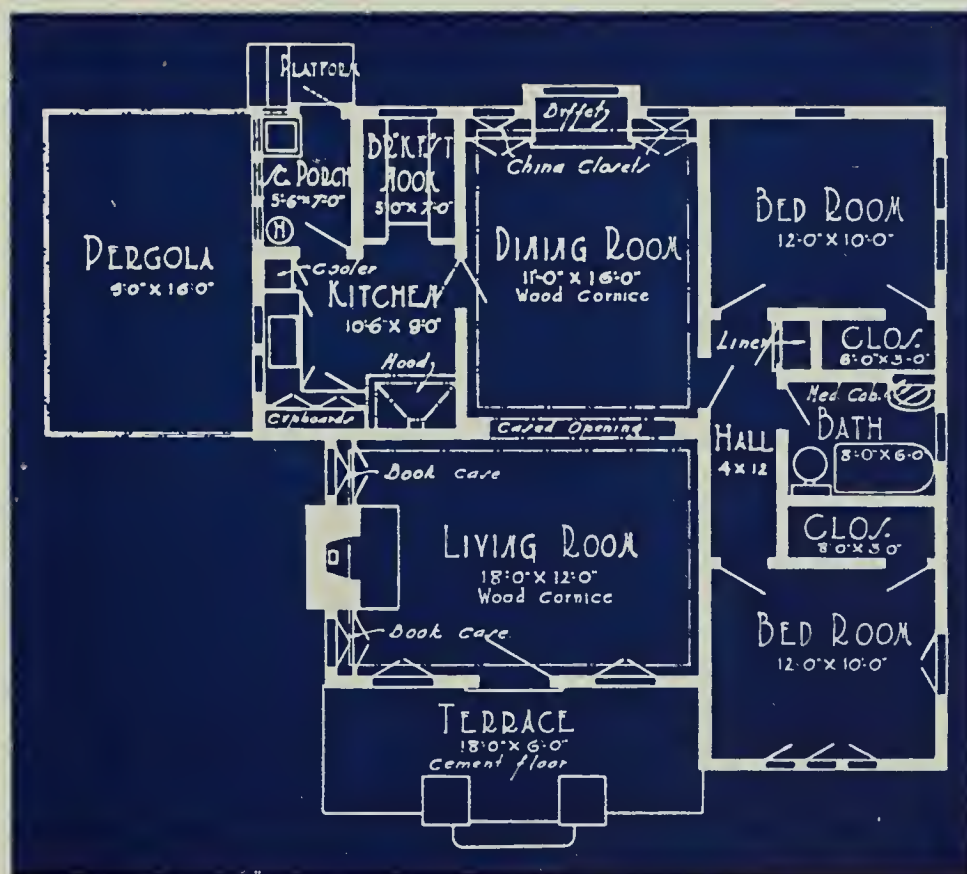 PLATFORM
BR'K'F'ST
NOOK
5'-0" X 7'-0"
SC. PORCH
5'-6" X 7'-0"
H
Buffet
China Closets
BED ROOM
12'-0" X 10'-0"
PERGOLA
9'-0" X 16'-0"
Cooler
KITCHEN
10'-6" X 8'-0"
DINING ROOM
11'-0" X 16'-0"
Wood Cornice
Hood
Cupboards
Cased Opening
Linen
CLOS.
6'-0" X 3'-0"
Med. Cab.
BATH
8'-0" X 6'-0"
HALL
4 X 12
Book Case
CLOS.
8'-0" X 3'-0"
LIVING ROOM
18'-0" X 12'-0"
Wood Cornice
Book Case
BED ROOM
12'-0" X 10'-0"
TERRACE
18'-0" X 6'-0"
Cement floor